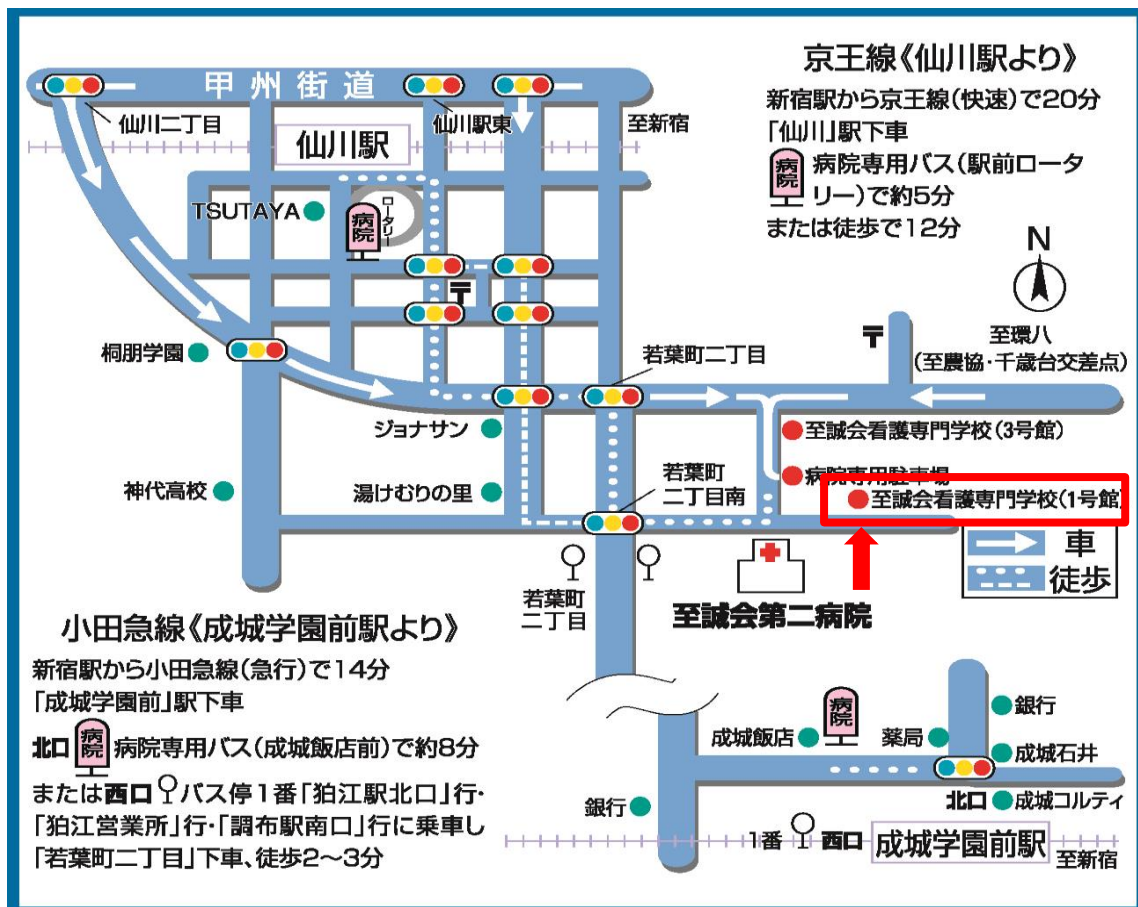 甲州街道
仙川二丁目
仙川駅東
至新宿
仙川駅
TSUTAYA
病院
ロータリー
〒
桐朋学園
若葉町二丁目
ジョナサン
神代高校
湯けむりの里
若葉町
二丁目南
若葉町
二丁目
京王線《仙川駅より》
新宿駅から京王線(快速)で20分
「仙川」駅下車
病院 病院専用バス(駅前ロータ
リー)で約5分
または徒歩で12分
N
〒
至環八
(至農協・千歳台交差点)
至誠会看護専門学校(3号館)
病院専用駐車場
至誠会看護専門学校(1号館)
車
徒歩
至誠会第二病院
小田急線《成城学園前駅より》
新宿駅から小田急線(急行)で14分
「成城学園前」駅下車
北口 病院 病院専用バス(成城飯店前)で約8分
または西口 バス停1番「狛江駅北口」行・
「狛江営業所」行・「調布駅南口」行に乗車し
「若葉町二丁目」下車、徒歩2〜3分
成城飯店
病院
薬局
銀行
成城石井
北口
成城コルティ
銀行
1番
西口
成城学園前駅
至新宿